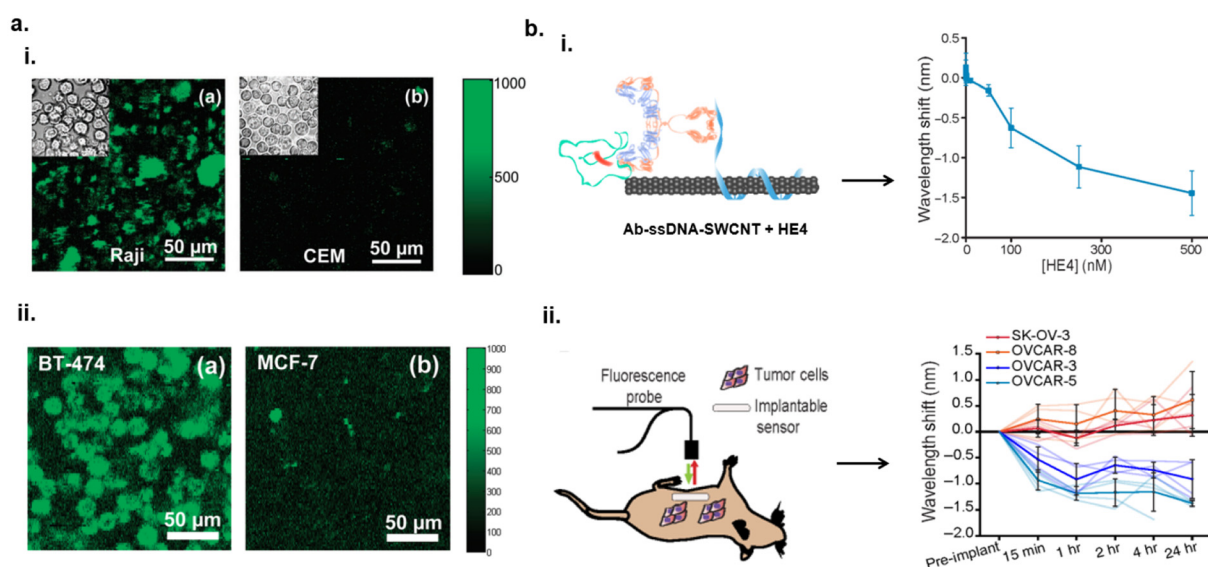 a.
i.
(a)
Raji
50 µm
(b)
CEM
50 µm
1000
500
0
ii.
BT-474
(a)
50 µm
MCF-7
(b)
50 µm
1000
900
800
700
600
500
400
300
200
100
0
b.
i.
Ab-ssDNA-SWCNT + HE4
Wavelength shift (nm)
0.5
0.0
−0.5
−1.0
−1.5
−2.0
0
100
300
500
[HE4] (nM)
ii.
Fluorescence
probe
Tumor cells
Implantable
sensor
SK-OV-3
OVCAR-8
OVCAR-3
OVCAR-5
Wavelength shift (nm)
1.5
1.0
0.5
0.0
−0.5
−1.0
−1.5
−2.0
Pre-implant
15 min
1 hr
2 hr
4 hr
24 hr